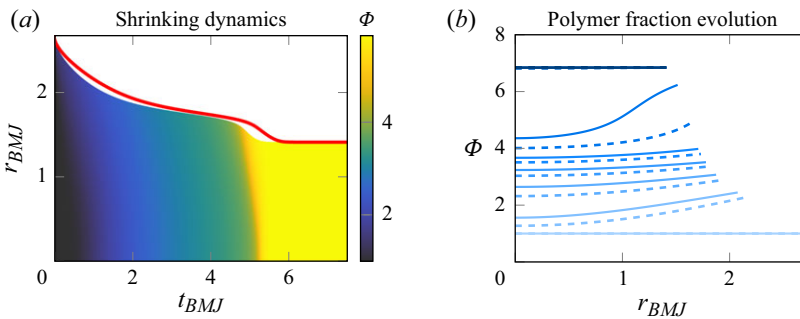 (a) Shrinking dynamics Φ
2
1
0
r_BMJ
2 4 6
t_BMJ
4
2
(b) Polymer fraction evolution
8
6
Φ
4
2
0
1 2
r_BMJ